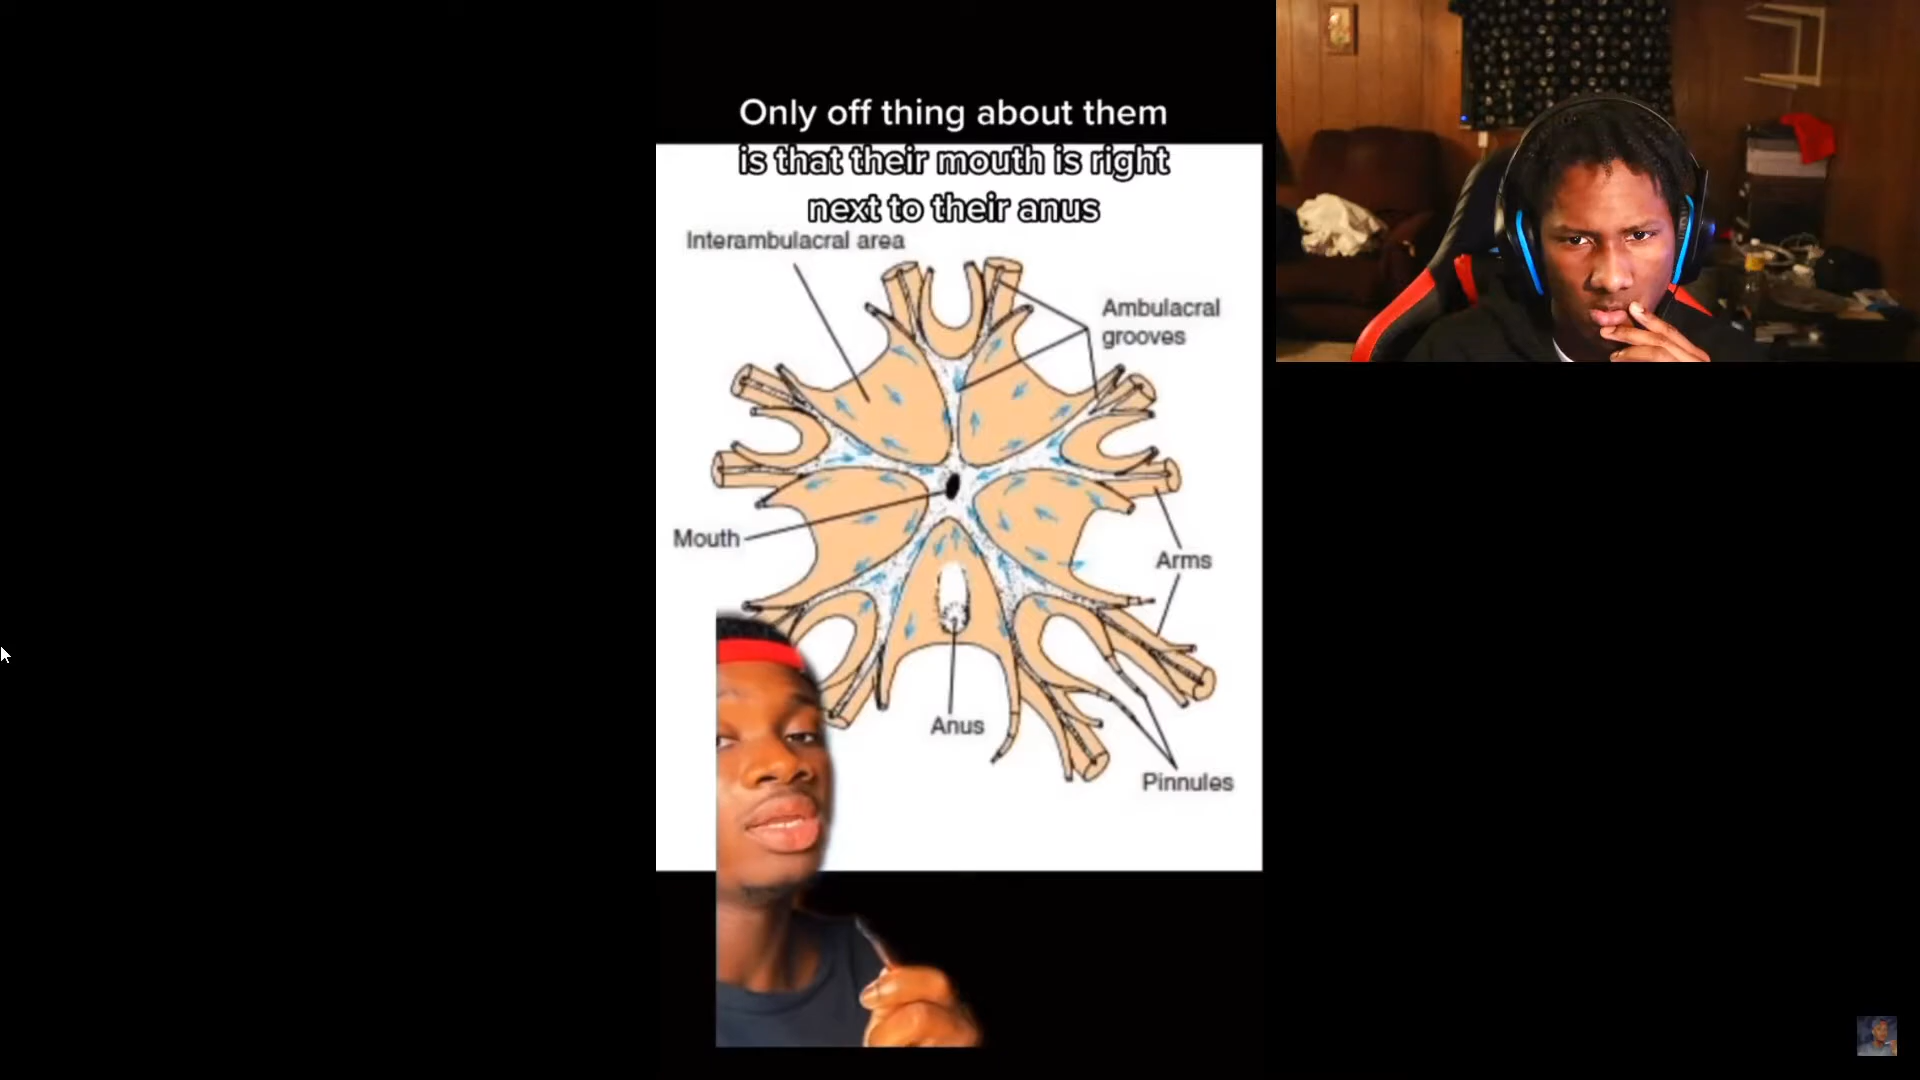 Only off thing about them
is that their mouth is right
next to their anus
Interambulacral area
Ambulacral
grooves
Mouth
Arms
Anus
Pinnules